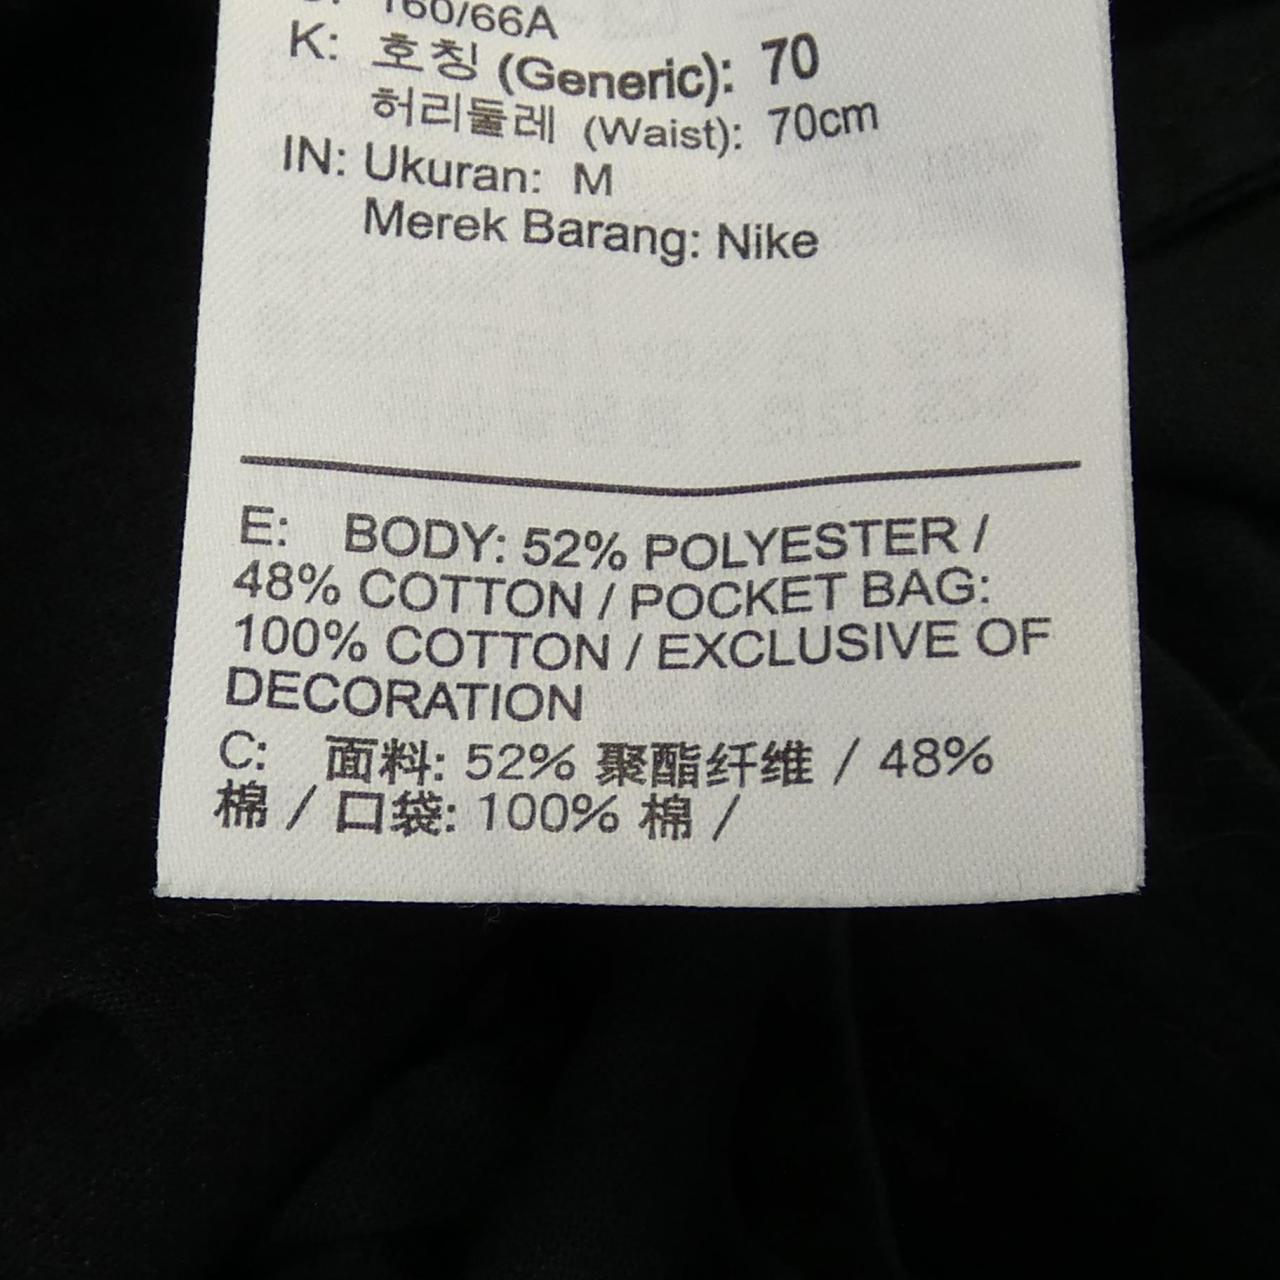 160/66A
K: 호칭 (Generic): 70
허리둘레 (Waist): 70cm
IN: Ukuran: M
Merek Barang: Nike
E: BODY: 52% POLYESTER /
48% COTTON / POCKET BAG:
100% COTTON / EXCLUSIVE OF
DECORATION
C: 面料: 52% 聚酯纤维 / 48%
棉 / 口袋: 100% 棉 /